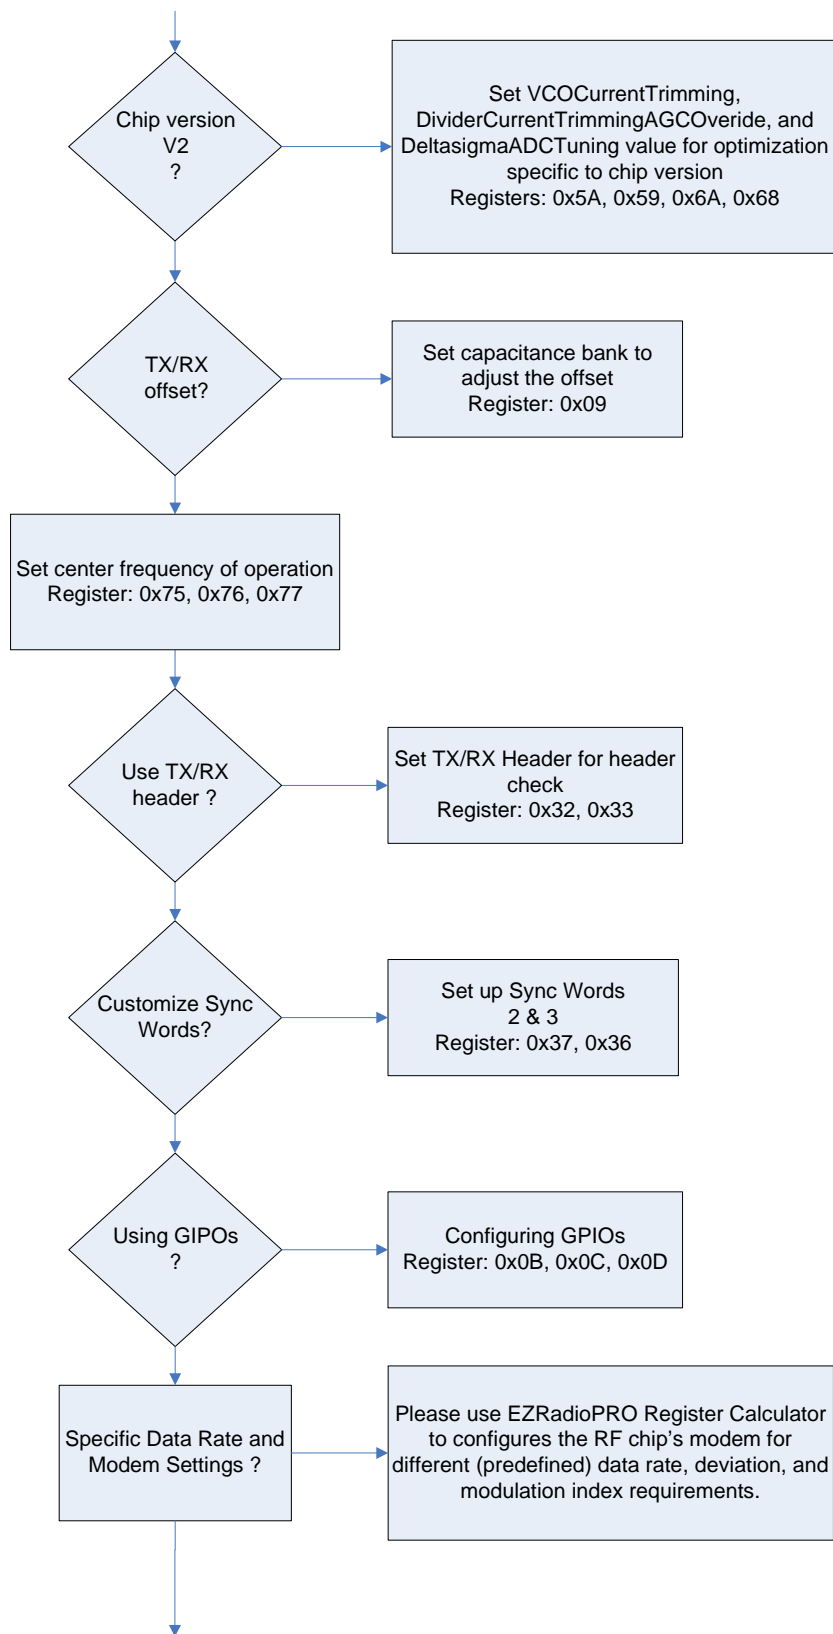 Chip version
V2
?
Set VCOCurrentTrimming,
DividerCurrentTrimmingAGCOveride, and
DeltasigmaADCTuning value for optimization
specific to chip version
Registers: 0x5A, 0x59, 0x6A, 0x68
TX/RX
offset?
Set capacitance bank to
adjust the offset
Register: 0x09
Set center frequency of operation
Register: 0x75, 0x76, 0x77
Use TX/RX
header ?
Set TX/RX Header for header
check
Register: 0x32, 0x33
Customize Sync
Words?
Set up Sync Words
2 & 3
Register: 0x37, 0x36
Using GIPOs
?
Configuring GPIOs
Register: 0x0B, 0x0C, 0x0D
Specific Data Rate and
Modem Settings ?
Please use EZRadioPRO Register Calculator
to configures the RF chip's modem for
different (predefined) data rate, deviation, and
modulation index requirements.